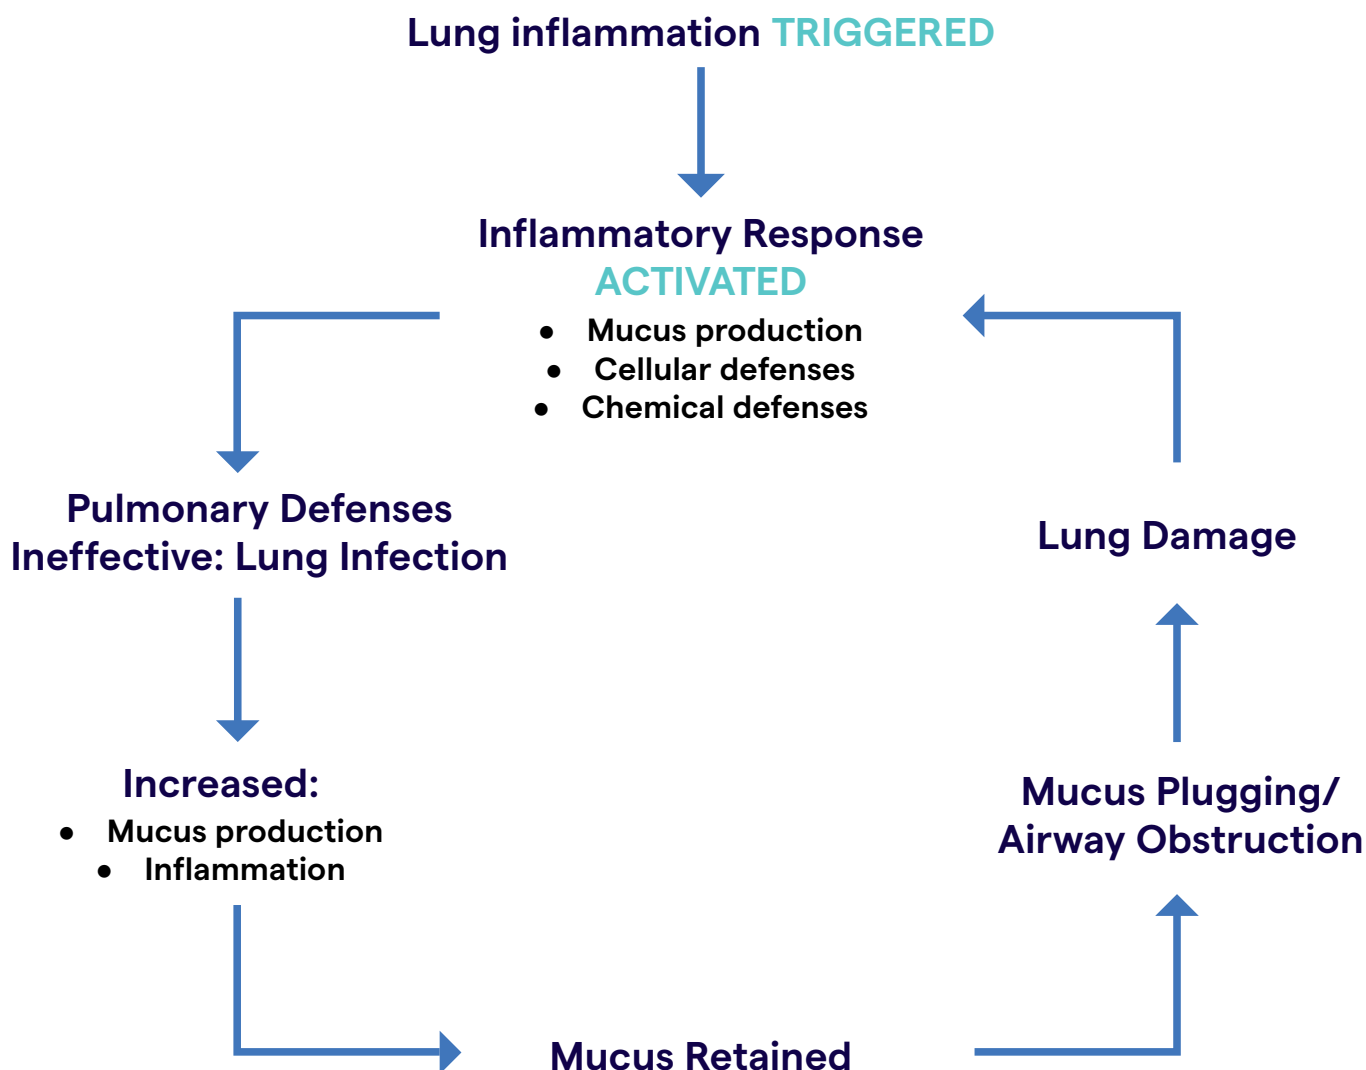 Lung inflammation TRIGGERED
Inflammatory Response
ACTIVATED
● Mucus production
● Cellular defenses
● Chemical defenses
Pulmonary Defenses
Ineffective: Lung Infection
Increased:
● Mucus production
● Inflammation
Mucus Retained
Mucus Plugging/
Airway Obstruction
Lung Damage